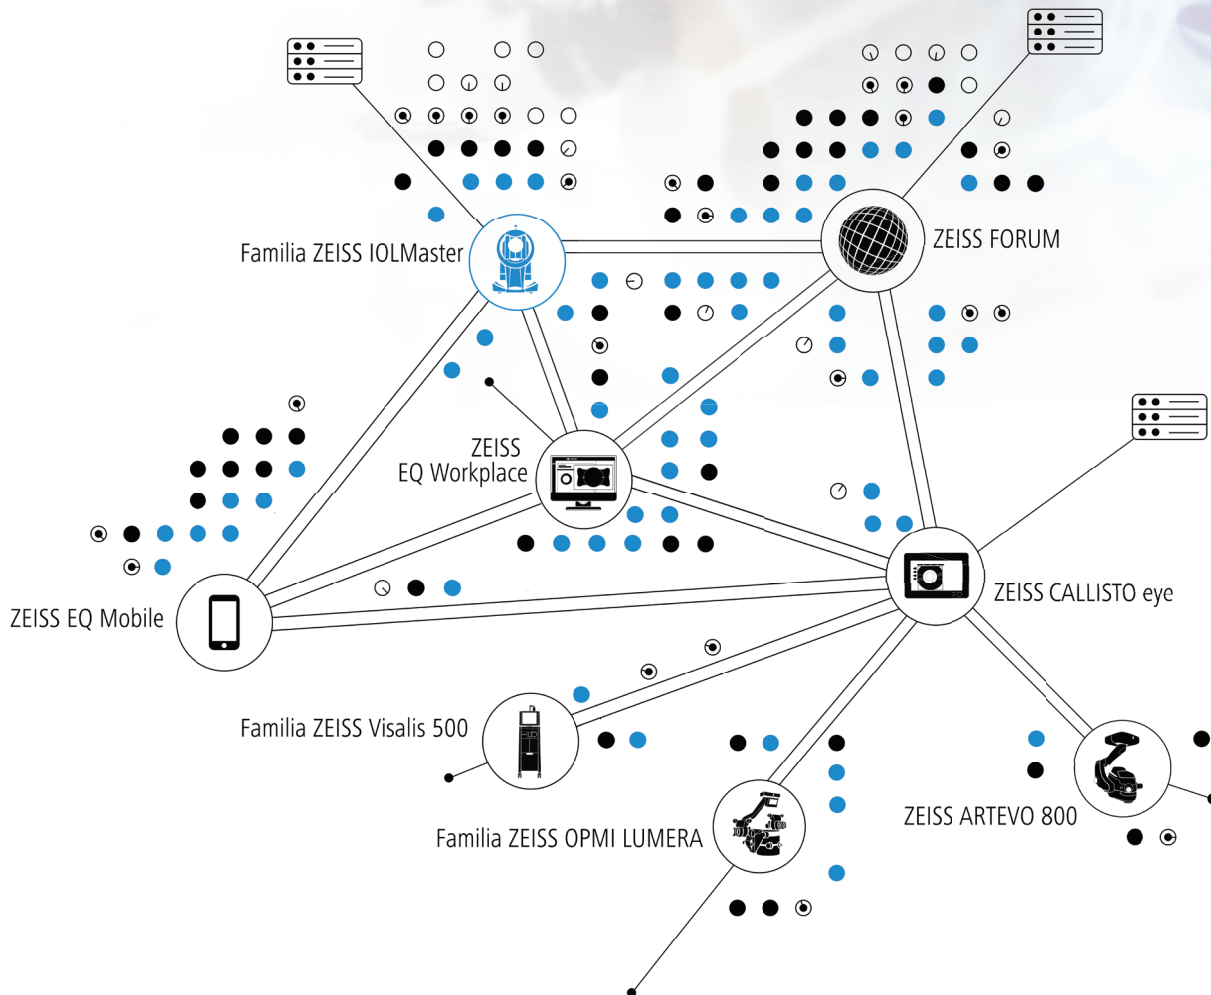 Familia ZEISS IOLMaster
ZEISS FORUM
ZEISS
EQ Workplace
ZEISS EQ Mobile
ZEISS CALLISTO eye
Familia ZEISS Visalis 500
Familia ZEISS OPMI LUMERA
ZEISS ARTEVO 800